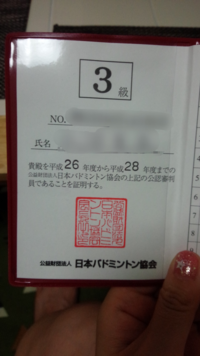 3
級
NO.
氏名
貴殿を平成26年度から平成28年度までの
公益財団法人日本バドミントン協会の上記の公認審判
員であることを証明する。
公益財団法人 日本バドミントン協会